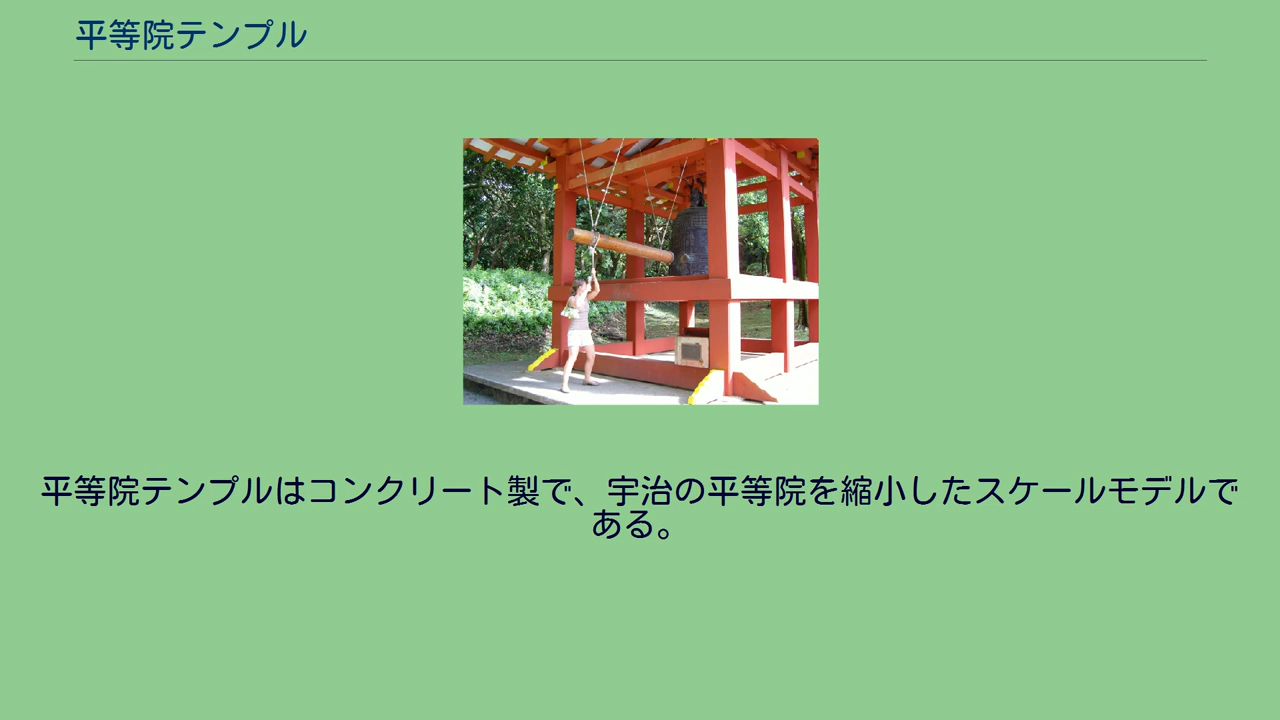 平等院テンプル
平等院テンプルはコンクリート製で、宇治の平等院を縮小したスケールモデルで
ある。